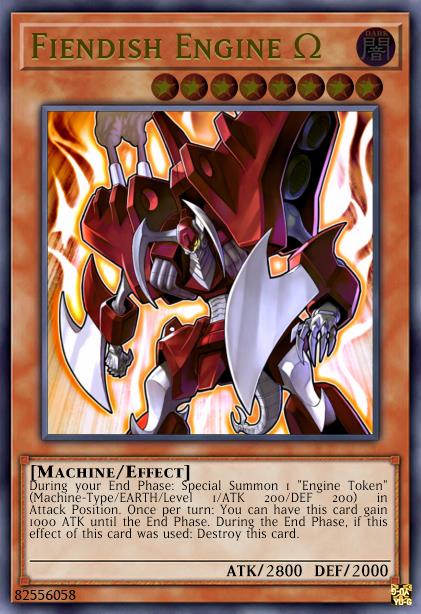 FIENDISH ENGINE Ω
DARK
闇
[MACHINE/EFFECT]
During your End Phase: Special Summon 1 "Engine Token"
(Machine-Type/EARTH/Level 1/ATK 200/DEF 200) in
Attack Position. Once per turn: You can have this card gain
1000 ATK until the End Phase. During the End Phase, if this
effect of this card was used: Destroy this card.
ATK/2800 DEF/2000
82556058